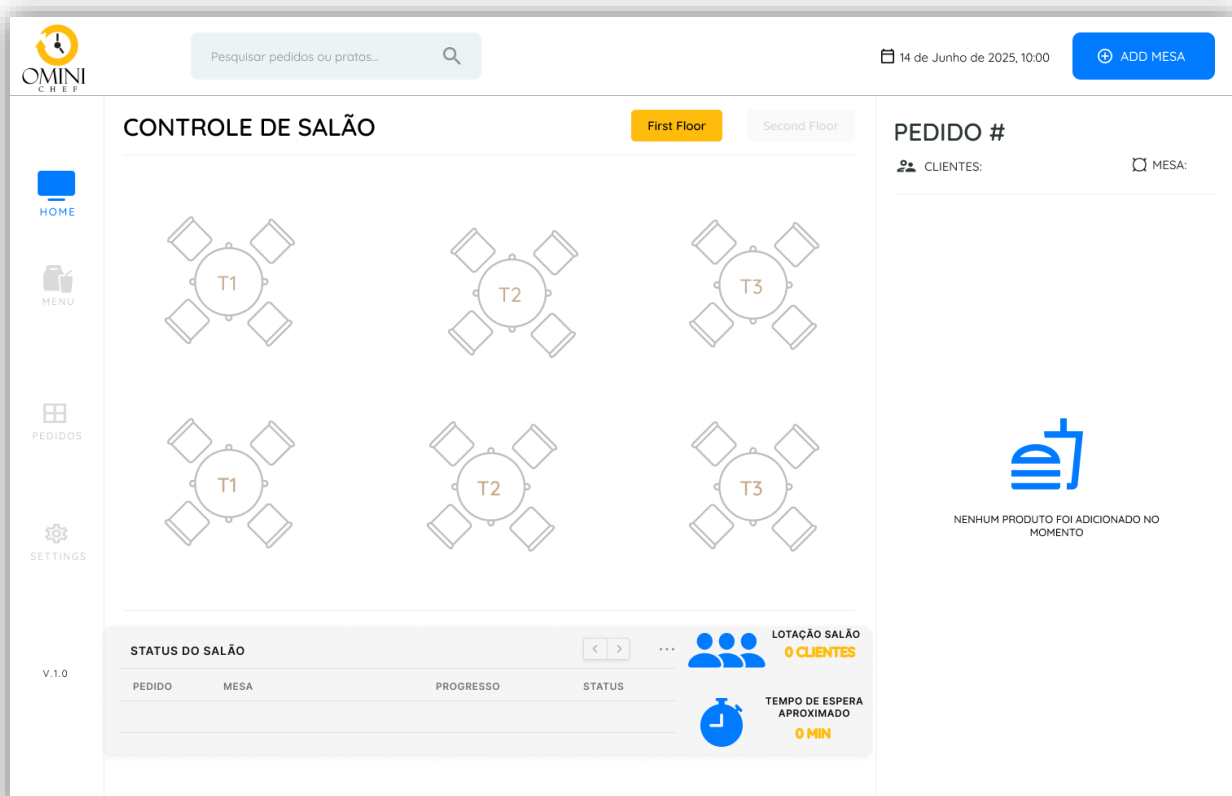 OMINI
CHEF
Pesquisar pedidos ou pratos...
14 de Junho de 2025, 10:00
ADD MESA
CONTROLE DE SALÃO
First Floor
Second Floor
PEDIDO #
CLIENTES:
MESA:
HOME
MENU
PEDIDOS
SETTINGS
V.1.0
T1
T2
T3
T1
T2
T3
NENHUM PRODUTO FOI ADICIONADO NO
MOMENTO
STATUS DO SALÃO
PEDIDO MESA PROGRESSO STATUS
LOTAÇÃO SALÃO
0 CLIENTES
TEMPO DE ESPERA
APROXIMADO
0 MIN